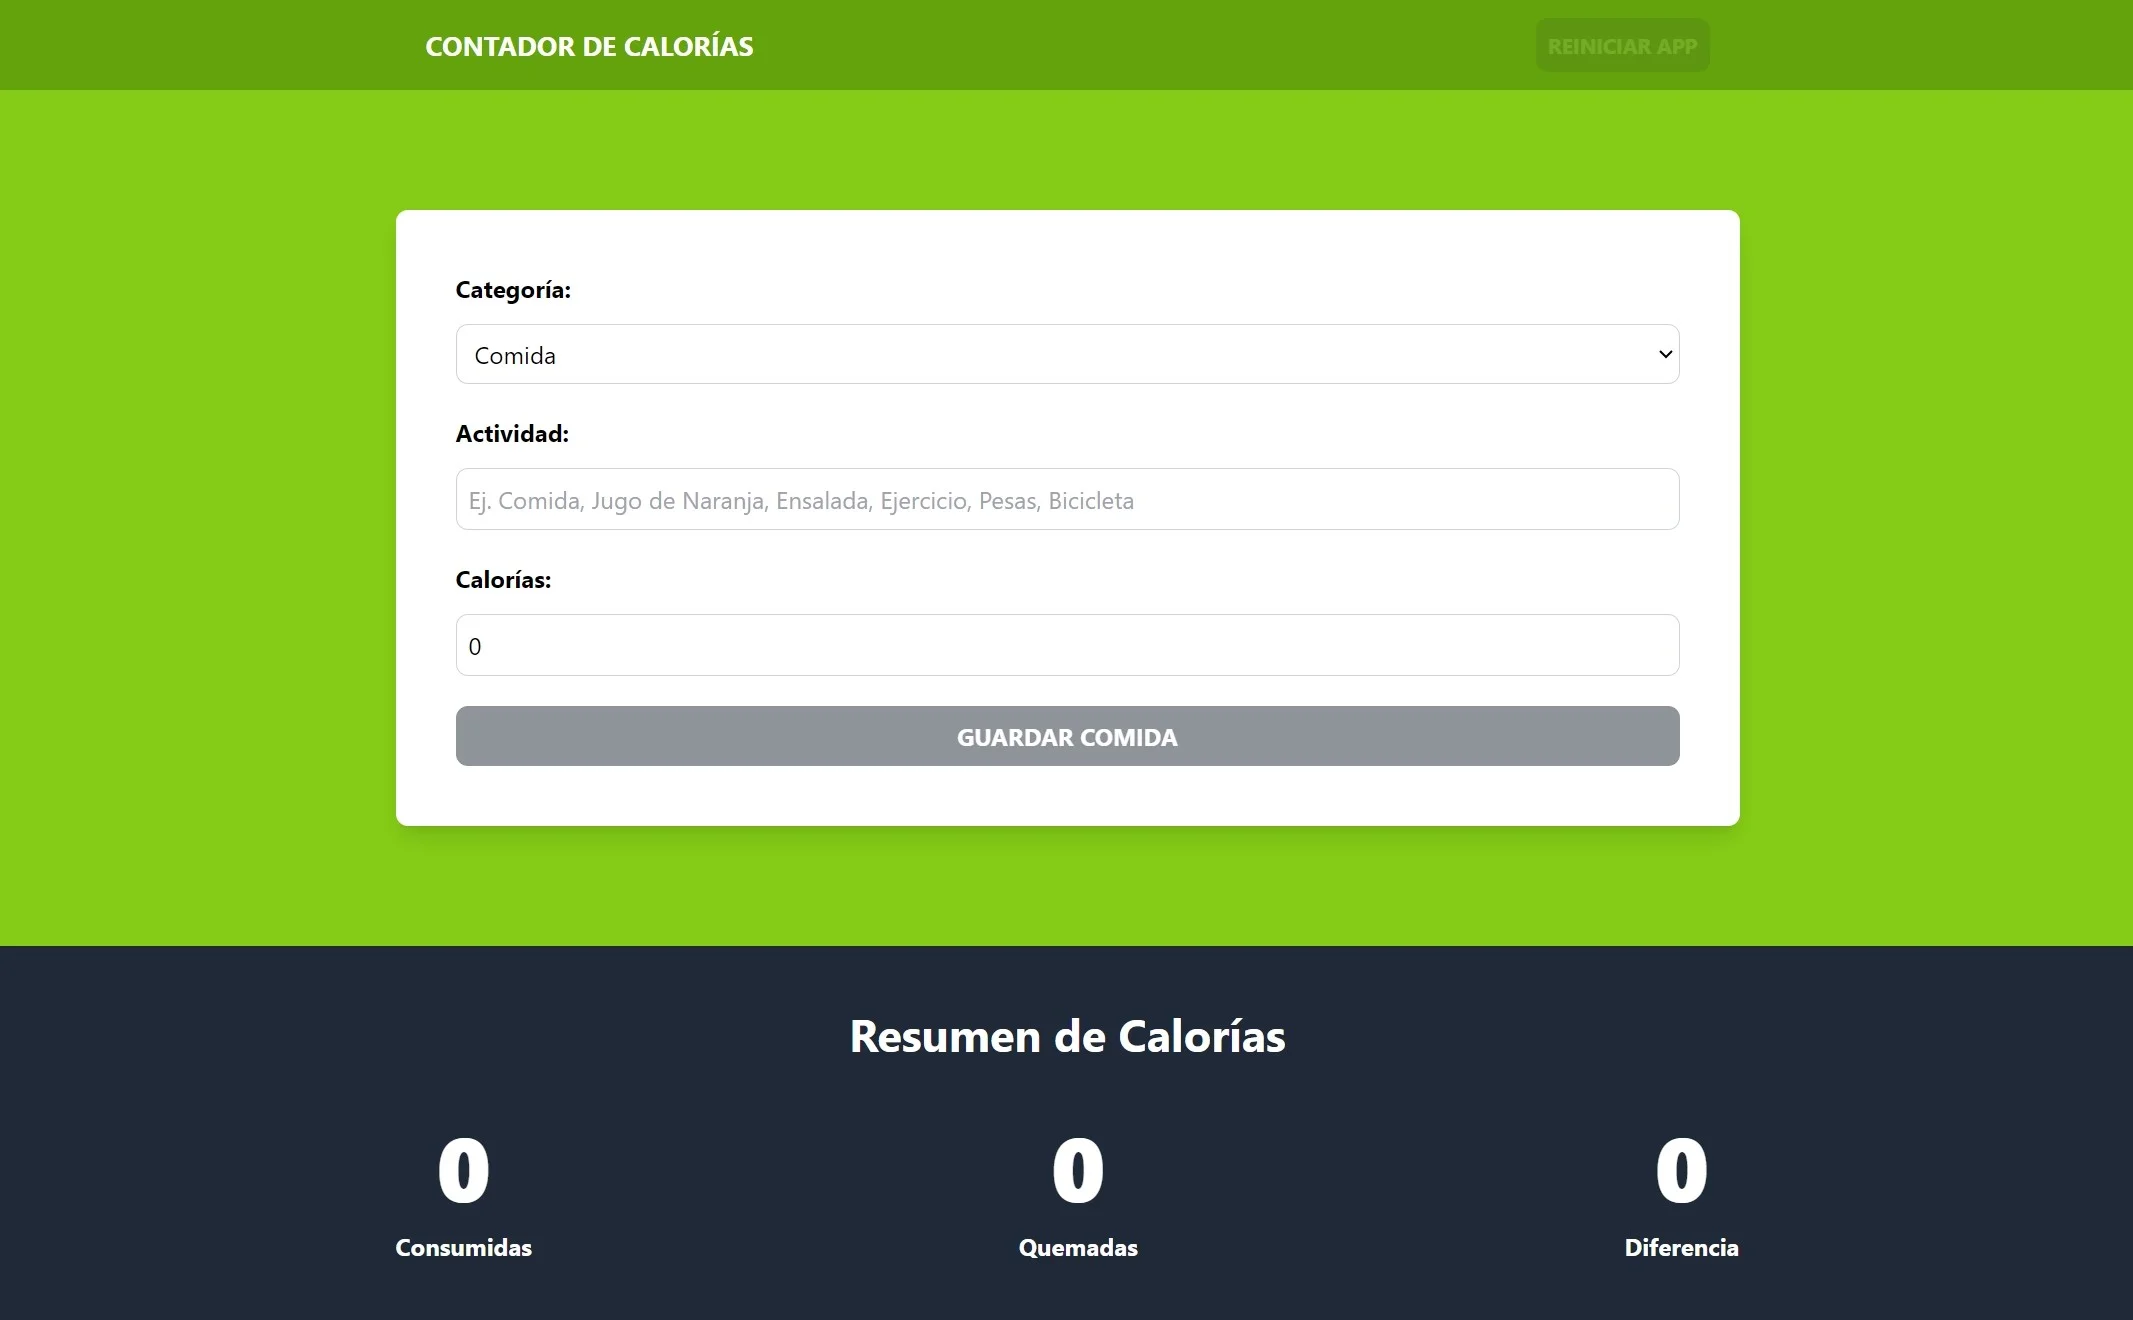 CONTADOR DE CALORÍAS
REINICIAR APP
Categoría:
Comida
Actividad:
Ej. Comida, Jugo de Naranja, Ensalada, Ejercicio, Pesas, Bicicleta
Calorías:
0
GUARDAR COMIDA
Resumen de Calorías
0 0 0
Consumidas Quemadas Diferencia